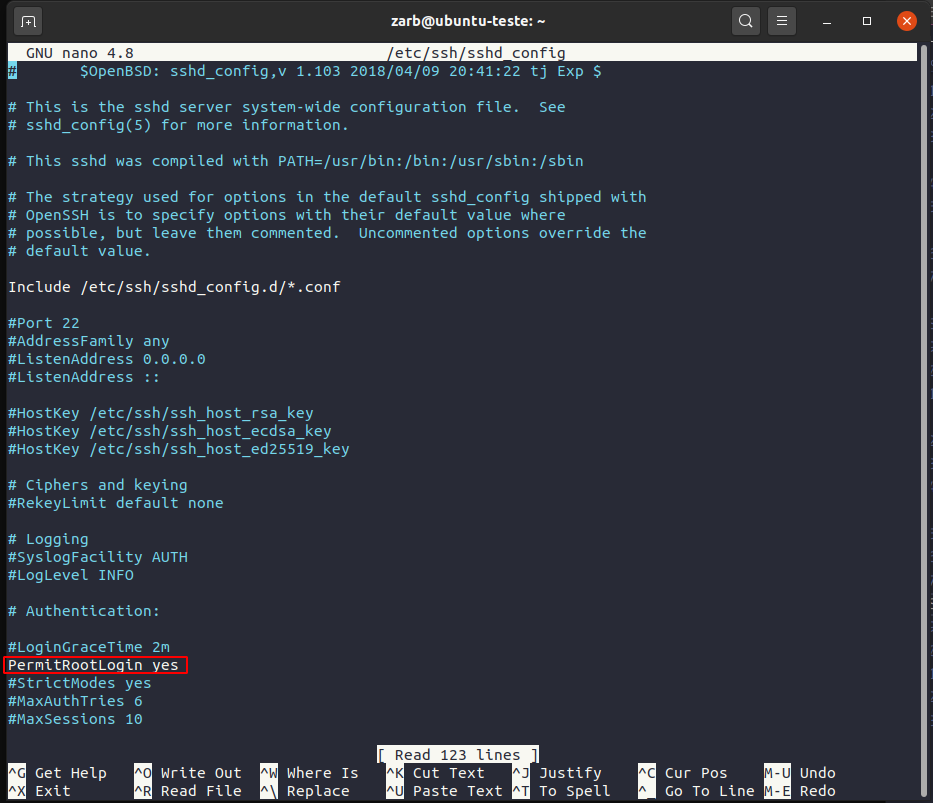 zarb@ubuntu-teste: ~
GNU nano 4.8 /etc/ssh/sshd_config
# $OpenBSD: sshd_config,v 1.103 2018/04/09 20:41:22 tj Exp $
# This is the sshd server system-wide configuration file. See
# sshd_config(5) for more information.
# This sshd was compiled with PATH=/usr/bin:/bin:/usr/sbin:/sbin
# The strategy used for options in the default sshd_config shipped with
# OpenSSH is to specify options with their default value where
# possible, but leave them commented. Uncommented options override the
# default value.
Include /etc/ssh/sshd_config.d/*.conf
#Port 22
#AddressFamily any
#ListenAddress 0.0.0.0
#ListenAddress ::
#HostKey /etc/ssh/ssh_host_rsa_key
#HostKey /etc/ssh/ssh_host_ecdsa_key
#HostKey /etc/ssh/ssh_host_ed25519_key
# Ciphers and keying
#RekeyLimit default none
# Logging
#SyslogFacility AUTH
#LogLevel INFO
# Authentication:
#LoginGraceTime 2m
PermitRootLogin yes
#StrictModes yes
#MaxAuthTries 6
#MaxSessions 10
[ Read 123 lines ]
^G Get Help ^O Write Out ^W Where Is ^K Cut Text ^J Justify ^C Cur Pos M-U Undo
^X Exit ^R Read File ^\ Replace ^U Paste Text ^T To Spell ^_ Go To Line M-E Redo